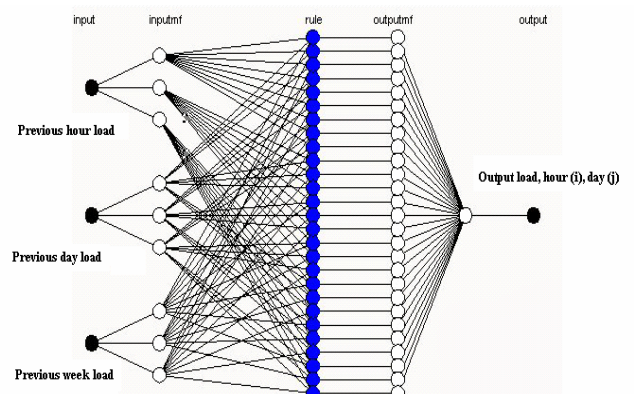 input
inputmf
rule
outputmf
output
Previous hour load
Output load, hour (i), day (j)
Previous day load
Previous week load